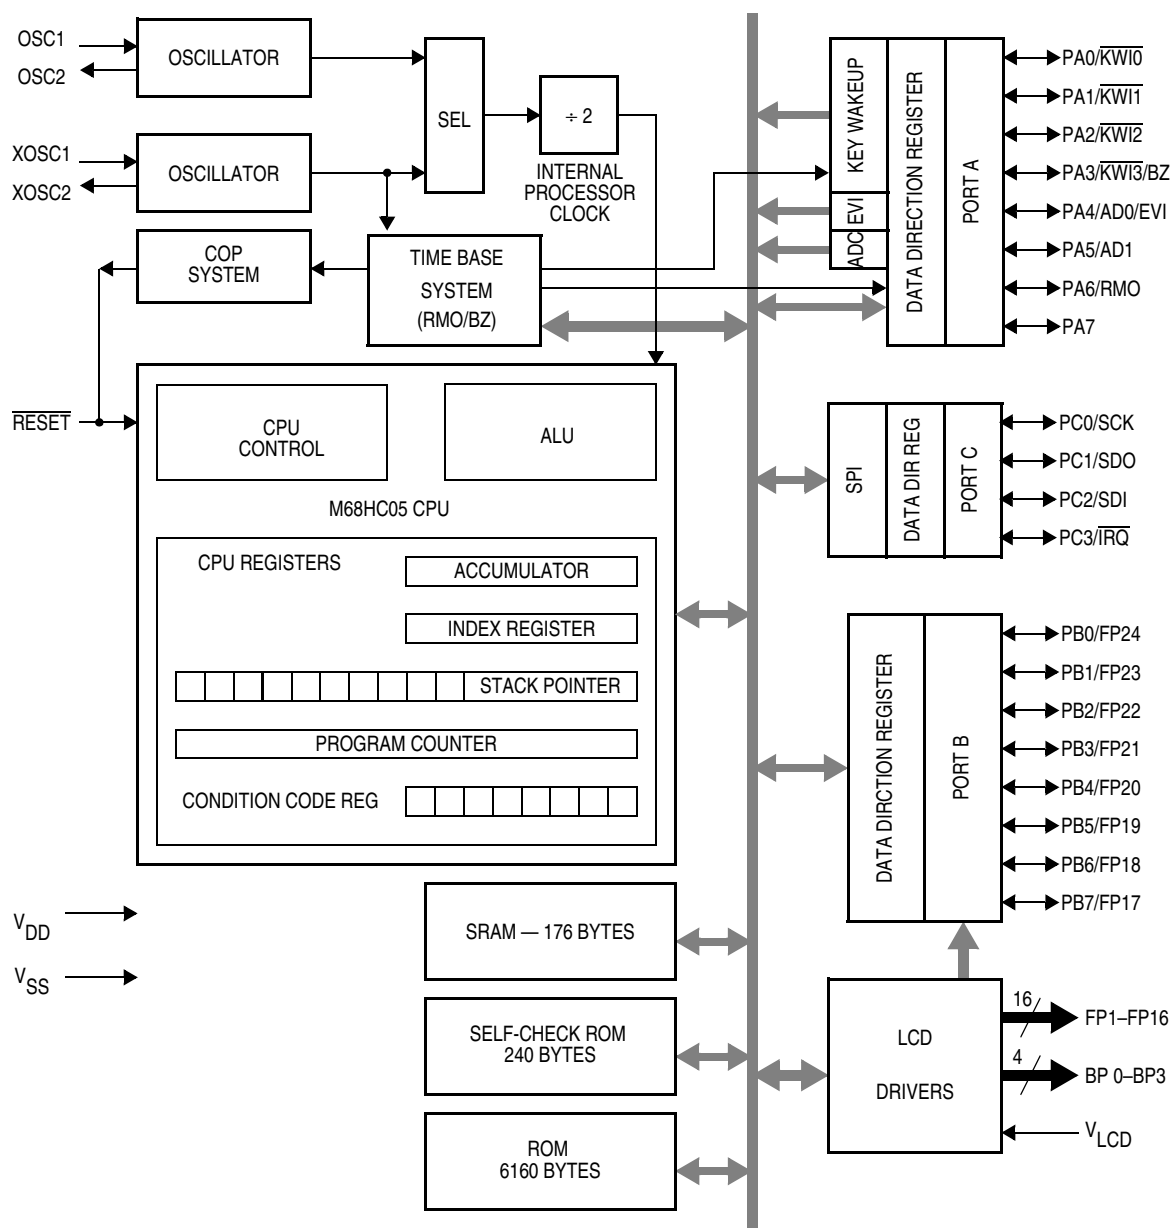 OSC1
OSC2
OSCILLATOR
SEL
÷ 2
INTERNAL
PROCESSOR
CLOCK
XOSC1
XOSC2
OSCILLATOR
COP
SYSTEM
TIME BASE
SYSTEM
(RMO/BZ)
RESET
CPU
CONTROL
ALU
M68HC05 CPU
CPU REGISTERS
ACCUMULATOR
INDEX REGISTER
STACK POINTER
PROGRAM COUNTER
CONDITION CODE REG
VDD
VSS
SRAM — 176 BYTES
SELF-CHECK ROM
240 BYTES
ROM
6160 BYTES
KEY WAKEUP
EVI
ADC
DATA DIRECTION REGISTER
PORT A
PA0/KWI0
PA1/KWI1
PA2/KWI2
PA3/KWI3/BZ
PA4/AD0/EVI
PA5/AD1
PA6/RMO
PA7
SPI
DATA DIR REG
PORT C
PC0/SCK
PC1/SDO
PC2/SDI
PC3/IRQ
DATA DIRCTION REGISTER
PORT B
PB0/FP24
PB1/FP23
PB2/FP22
PB3/FP21
PB4/FP20
PB5/FP19
PB6/FP18
PB7/FP17
LCD
DRIVERS
16
FP1–FP16
4
BP 0–BP3
VLCD